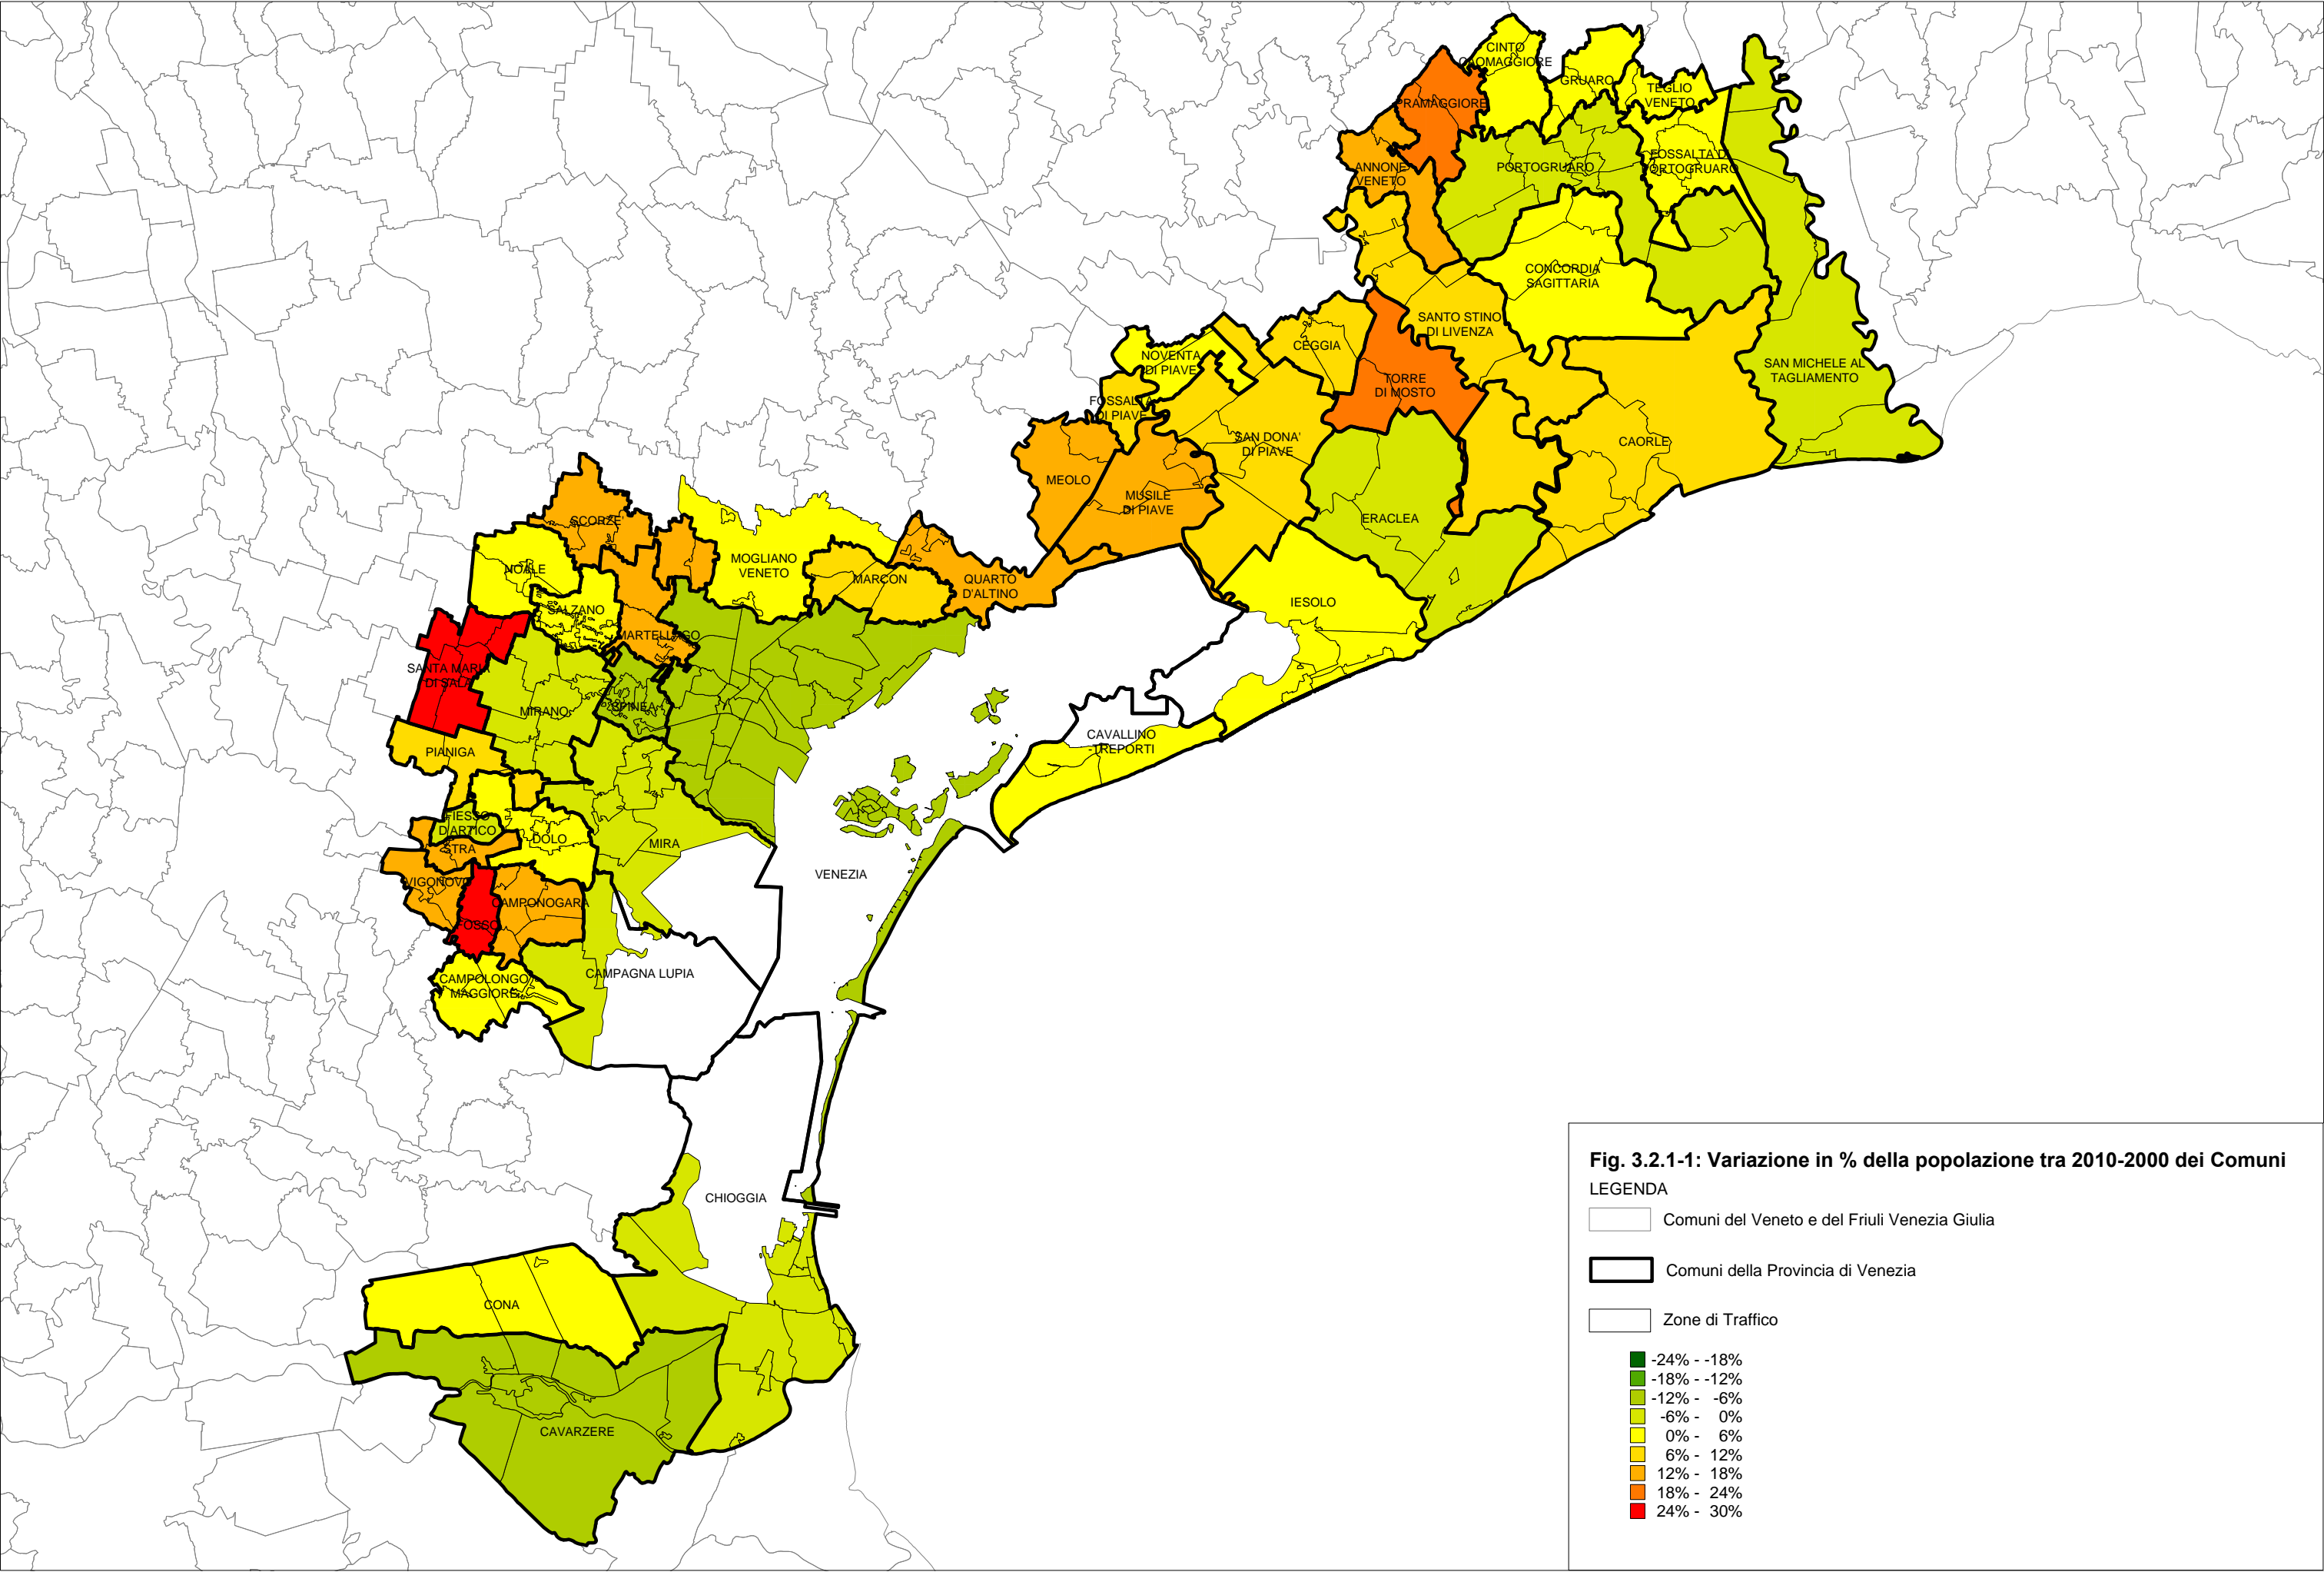 CINTO
CAOMAGGIORE
GRUARO
TEGLIO
VENETO
PRAMAGGIORE
ANNONE
VENETO
PORTOGRUARO
FOSSALTA DI
PORTOGRUARO
CONCORDIA
SAGITTARIA
SANTO STINO
DI LIVENZA
CEGGIA
NOVENTA
DI PIAVE
TORRE
DI MOSTO
SAN MICHELE AL
TAGLIAMENTO
FOSSALTA
DI PIAVE
SAN DONA'
DI PIAVE
CAORLE
MEOLO
MUSILE
DI PIAVE
ERACLEA
SCORZE'
NOALE
MOGLIANO
VENETO
MARCON
QUARTO
D'ALTINO
IESOLO
SALZANO
MARTELLAGO
SANTA MARIA
DI SALA
MIRANO
SPINEA
CAVALLINO
-TREPORTI
PIANIGA
FIESSO
D'ARTICO
DOLO
STRA
MIRA
VENEZIA
VIGONOVO
CAMPONOGARA
FOSSO'
CAMPAGNA LUPIA
CAMPOLONGO
MAGGIORE
CHIOGGIA
CONA
CAVARZERE
Fig. 3.2.1-1: Variazione in % della popolazione tra 2010-2000 dei Comuni
LEGENDA
Comuni del Veneto e del Friuli Venezia Giulia
Comuni della Provincia di Venezia
Zone di Traffico
-24% - -18%
-18% - -12%
-12% - -6%
-6% - 0%
0% - 6%
6% - 12%
12% - 18%
18% - 24%
24% - 30%